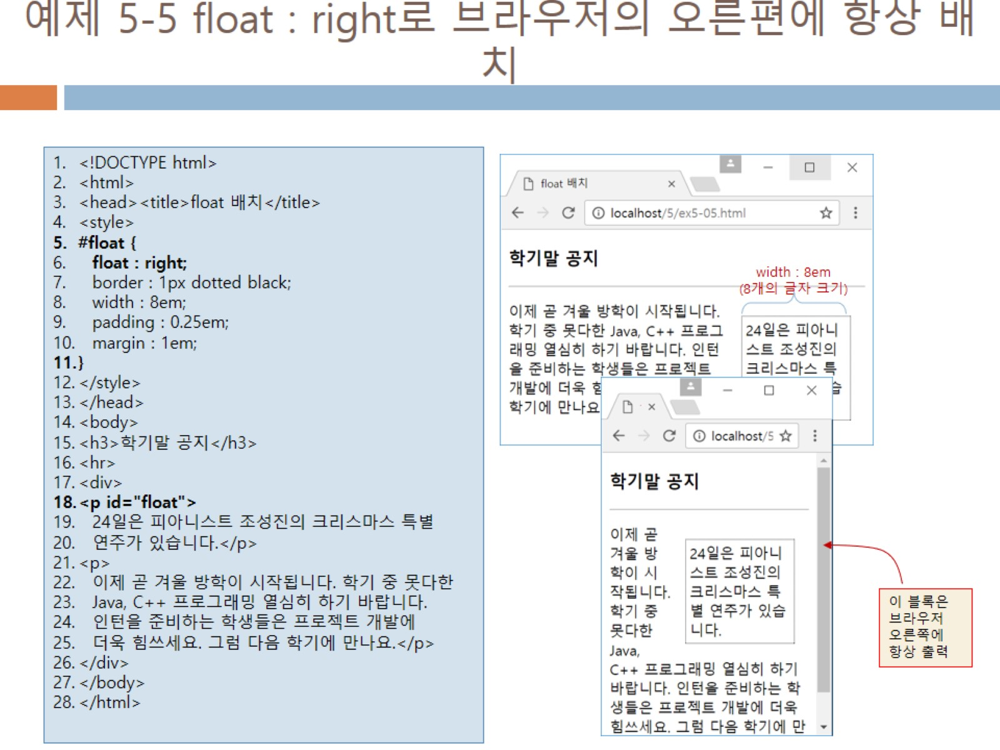 예제 5-5 float : right로 브라우저의 오른편에 항상 배
치
1. <!DOCTYPE html>
2. <html>
3. <head><title>float 배치</title>
4. <style>
5. #float {
6. float : right;
7. border : 1px dotted black;
8. width : 8em;
9. padding : 0.25em;
10. margin : 1em;
11.}
12. </style>
13. </head>
14. <body>
15. <h3>학기말 공지</h3>
16. <hr>
17. <div>
18. <p id="float">
19. 24일은 피아니스트 조성진의 크리스마스 특별
20. 연주가 있습니다.</p>
21. <p>
22. 이제 곧 겨울 방학이 시작됩니다. 학기 중 못다한
23. Java, C++ 프로그래밍 열심히 하기 바랍니다.
24. 인턴을 준비하는 학생들은 프로젝트 개발에
25. 더욱 힘쓰세요. 그럼 다음 학기에 만나요.</p>
26. </div>
27. </body>
28. </html>
float 배치
localhost/5/ex5-05.html
학기말 공지
width : 8em
(8개의 글자 크기)
이제 곧 겨울 방학이 시작됩니다.
학기 중 못다한 Java, C++ 프로그
래밍 열심히 하기 바랍니다. 인턴
을 준비하는 학생들은 프로젝트
개발에 더욱 힘
학기에 만나요
24일은 피아니
스트 조성진의
크리스마스 특
습
localhost/5
학기말 공지
이제 곧
겨울 방
학이 시
작됩니다.
학기 중
못다한
Java,
C++ 프로그래밍 열심히 하기
바랍니다. 인턴을 준비하는 학
생들은 프로젝트 개발에 더욱
힘쓰세요. 그럼 다음 학기에 만
24일은 피아니
스트 조성진의
크리스마스 특
별 연주가 있습
니다.
이 블록은
브라우저
오른쪽에
항상 출력